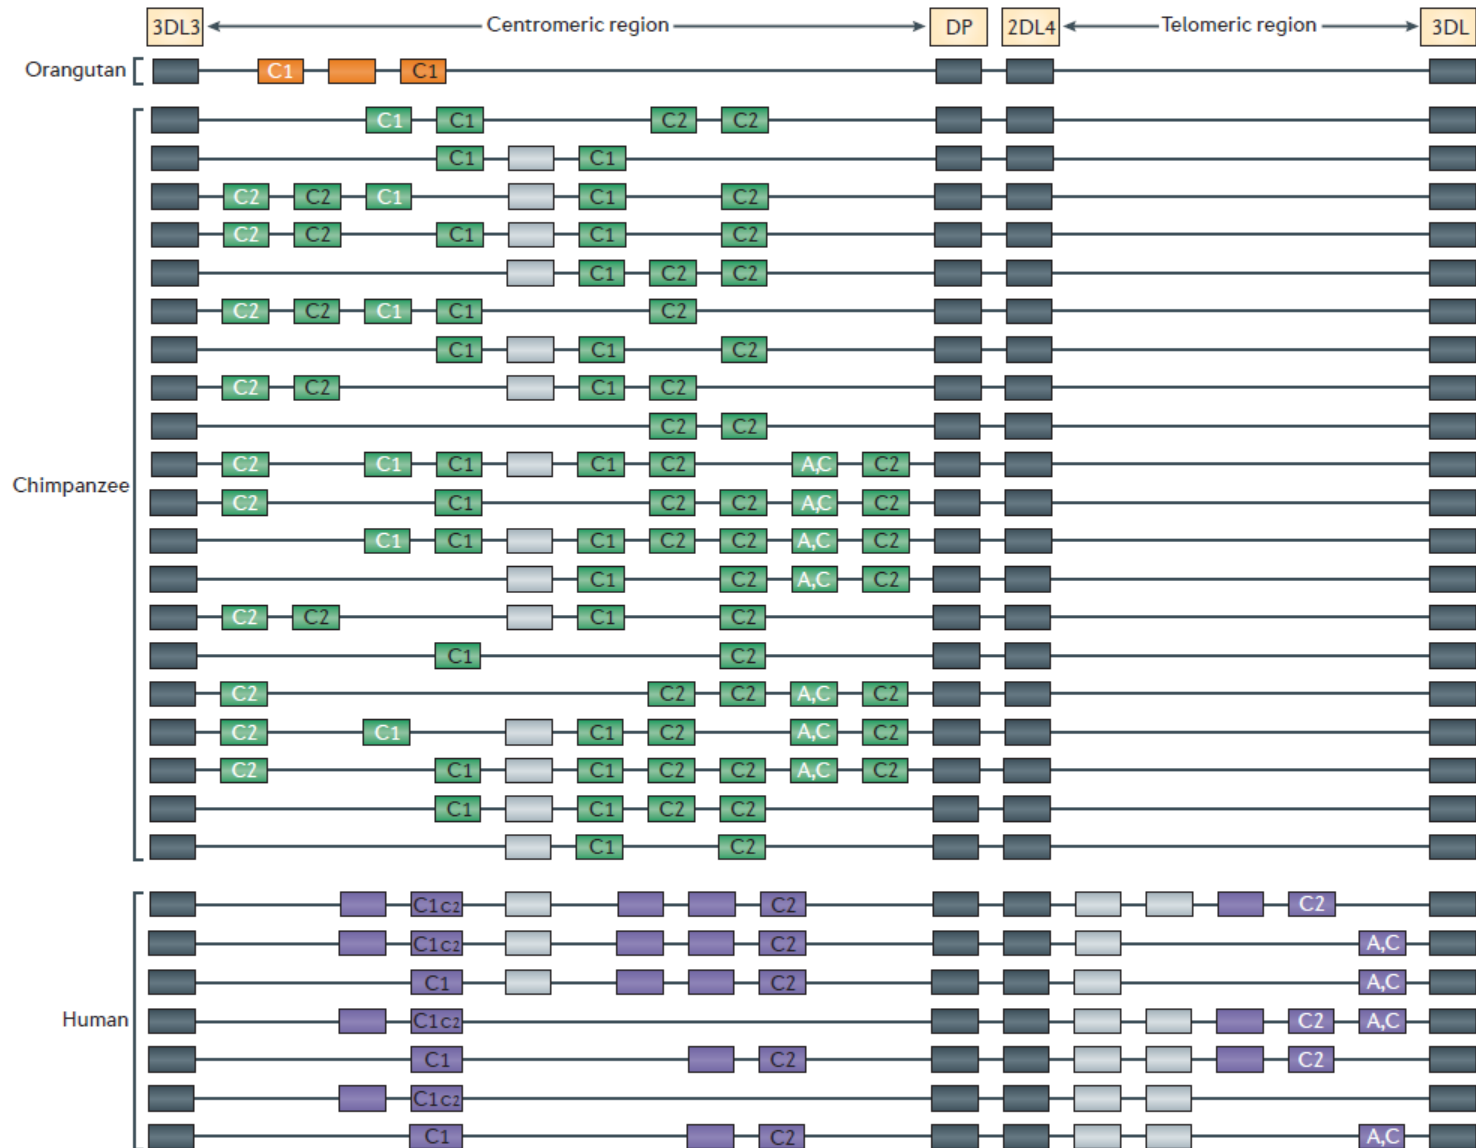 3DL3 Centromeric region DP 2DL4 Telomeric region 3DL
Orangutan C1 C1
C1 C1 C2 C2
C1 C1
C2 C2 C1 C1 C2
C2 C2 C1 C1 C2
C1 C2 C2
C2 C2 C1 C1 C2
C1 C1 C2
C2 C2 C1 C2
C2 C2
C2 C1 C1 C1 C2 A,C C2
Chimpanzee
C2 C1 C2 C2 A,C C2
C1 C1 C1 C2 C2 A,C C2
C1 C2 A,C C2
C2 C2 C1 C2
C1 C2
C2 C2 C2 A,C C2
C2 C1 C1 C2 A,C C2
C2 C1 C1 C2 C2 A,C C2
C1 C1 C2 C2
C1 C2
C1c2 C2 C2
C1c2 C2 A,C
C1 C2 A,C
Human C1c2 C2 A,C
C1 C2 C2
C1c2
C1 C2 A,C